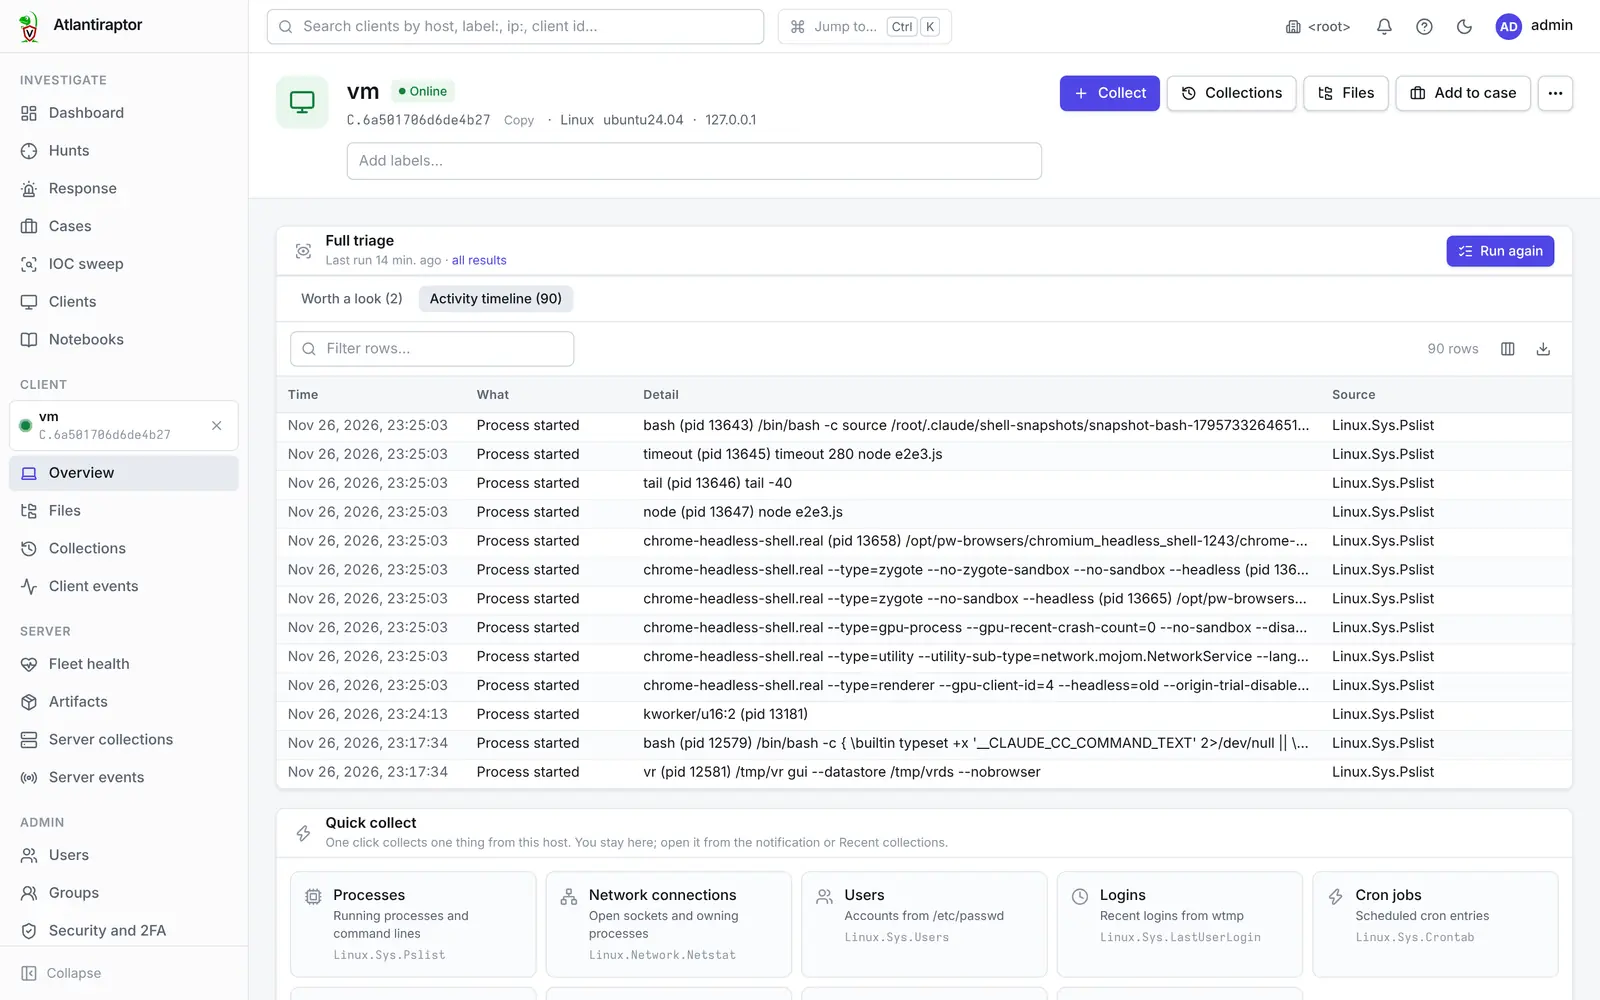 Atlantiraptor
Search clients by host, label:, ip:, client id...
Jump to... Ctrl K
<root>
AD admin
INVESTIGATE
Dashboard
Hunts
Response
Cases
IOC sweep
Clients
Notebooks
CLIENT
vm
C.6a501706d6de4b27
Overview
Files
Collections
Client events
SERVER
Fleet health
Artifacts
Server collections
Server events
ADMIN
Users
Groups
Security and 2FA
Collapse
vm Online
C.6a501706d6de4b27 Copy · Linux ubuntu24.04 · 127.0.0.1
Add labels...
Collect
Collections
Files
Add to case
Full triage
Last run 14 min. ago · all results
Run again
Worth a look (2) Activity timeline (90)
Filter rows...
90 rows
Time What Detail Source
Nov 26, 2026, 23:25:03 Process started bash (pid 13643) /bin/bash -c source /root/.claude/shell-snapshots/snapshot-bash-1795733264651... Linux.Sys.Pslist
Nov 26, 2026, 23:25:03 Process started timeout (pid 13645) timeout 280 node e2e3.js Linux.Sys.Pslist
Nov 26, 2026, 23:25:03 Process started tail (pid 13646) tail -40 Linux.Sys.Pslist
Nov 26, 2026, 23:25:03 Process started node (pid 13647) node e2e3.js Linux.Sys.Pslist
Nov 26, 2026, 23:25:03 Process started chrome-headless-shell.real (pid 13658) /opt/pw-browsers/chromium_headless_shell-1243/chrome-... Linux.Sys.Pslist
Nov 26, 2026, 23:25:03 Process started chrome-headless-shell.real --type=zygote --no-zygote-sandbox --no-sandbox --headless (pid 136... Linux.Sys.Pslist
Nov 26, 2026, 23:25:03 Process started chrome-headless-shell.real --type=zygote --no-sandbox --headless (pid 13665) /opt/pw-browsers... Linux.Sys.Pslist
Nov 26, 2026, 23:25:03 Process started chrome-headless-shell.real --type=gpu-process --gpu-recent-crash-count=0 --no-sandbox --disa... Linux.Sys.Pslist
Nov 26, 2026, 23:25:03 Process started chrome-headless-shell.real --type=utility --utility-sub-type=network.mojom.NetworkService --lang... Linux.Sys.Pslist
Nov 26, 2026, 23:25:03 Process started chrome-headless-shell.real --type=renderer --gpu-client-id=4 --headless=old --origin-trial-disable... Linux.Sys.Pslist
Nov 26, 2026, 23:24:13 Process started kworker/u16:2 (pid 13181) Linux.Sys.Pslist
Nov 26, 2026, 23:17:34 Process started bash (pid 12579) /bin/bash -c { \builtin typeset +x '__CLAUDE_CC_COMMAND_TEXT' 2>/dev/null || \... Linux.Sys.Pslist
Nov 26, 2026, 23:17:34 Process started vr (pid 12581) /tmp/vr gui --datastore /tmp/vrds --nobrowser Linux.Sys.Pslist
Quick collect
One click collects one thing from this host. You stay here; open it from the notification or Recent collections.
Processes
Running processes and
command lines
Linux.Sys.Pslist
Network connections
Open sockets and owning
processes
Linux.Network.Netstat
Users
Accounts from /etc/passwd
Linux.Sys.Users
Logins
Recent logins from wtmp
Linux.Sys.LastUserLogin
Cron jobs
Scheduled cron entries
Linux.Sys.Crontab